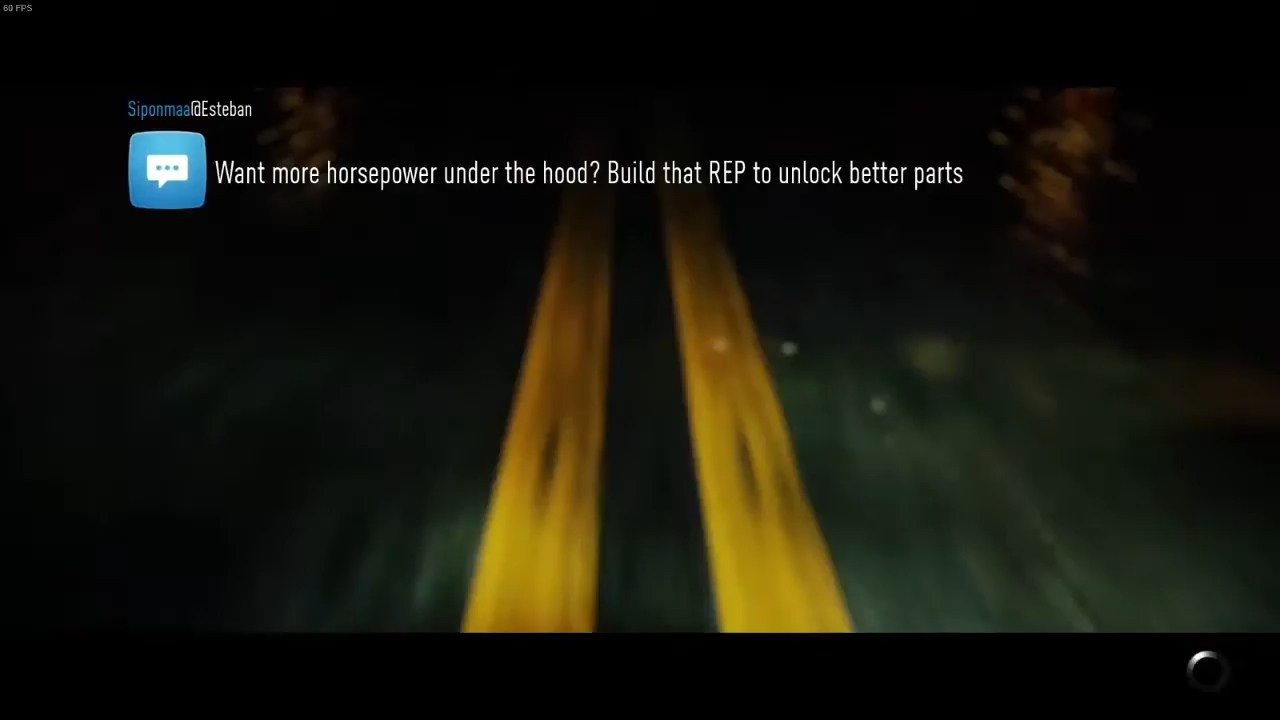 60 FPS
Siponmaa@Esteban
Want more horsepower under the hood? Build that REP to unlock better parts